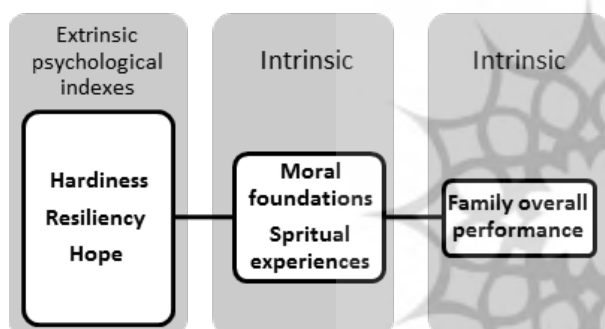 Extrinsic
psychological
indexes
Intrinsic
Intrinsic
Hardiness
Resiliency
Hope
Moral
foundations
Spritual
experiences
Family overall
performance